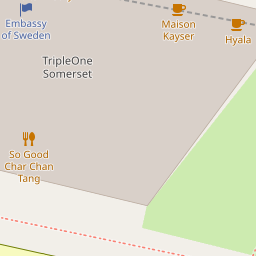 Embassy
of Sweden
Maison
Kayser
Hyala
TripleOne
Somerset
So Good
Char Chan
Tang